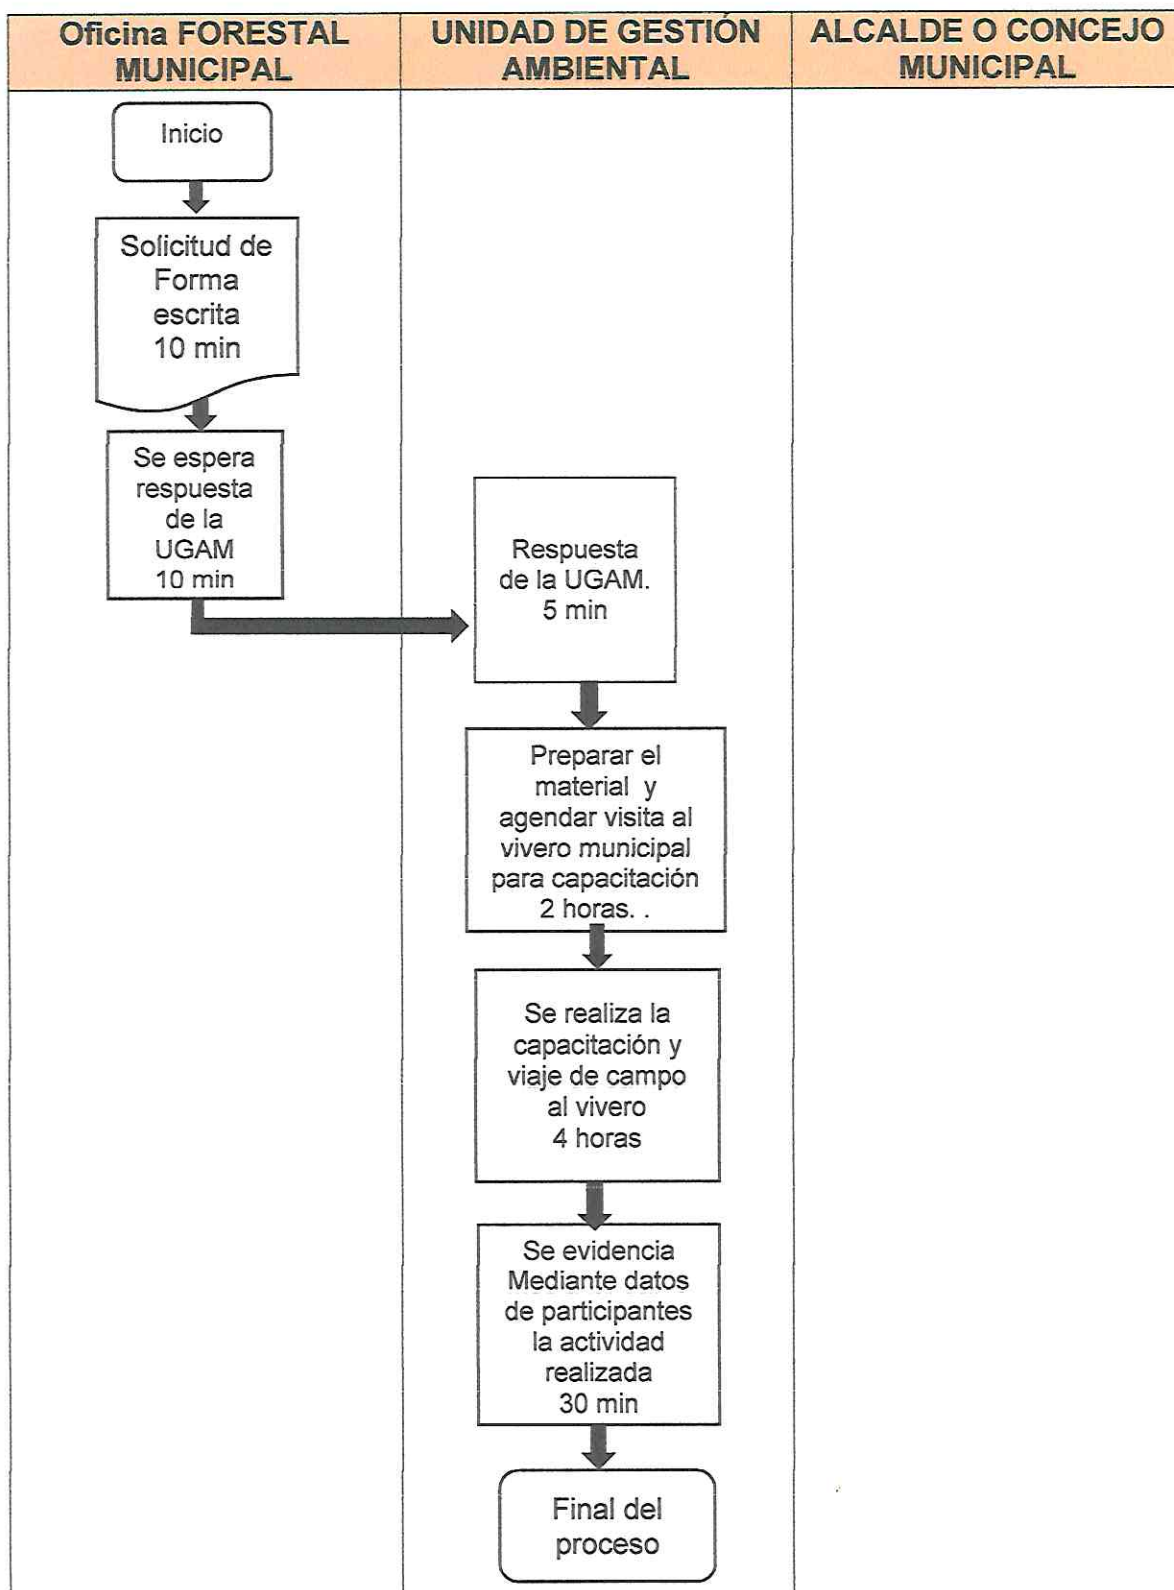 Oficina FORESTAL
MUNICIPAL
UNIDAD DE GESTIÓN
AMBIENTAL
ALCALDE O CONCEJO
MUNICIPAL
Inicio
Solicitud de
Forma
escrita
10 min
Se espera
respuesta
de la
UGAM
10 min
Respuesta
de la UGAM.
5 min
Preparar el
material y
agendar visita al
vivero municipal
para capacitación
2 horas. .
Se realiza la
capacitación y
viaje de campo
al vivero
4 horas
Se evidencia
Mediante datos
de participantes
la actividad
realizada
30 min
Final del
proceso